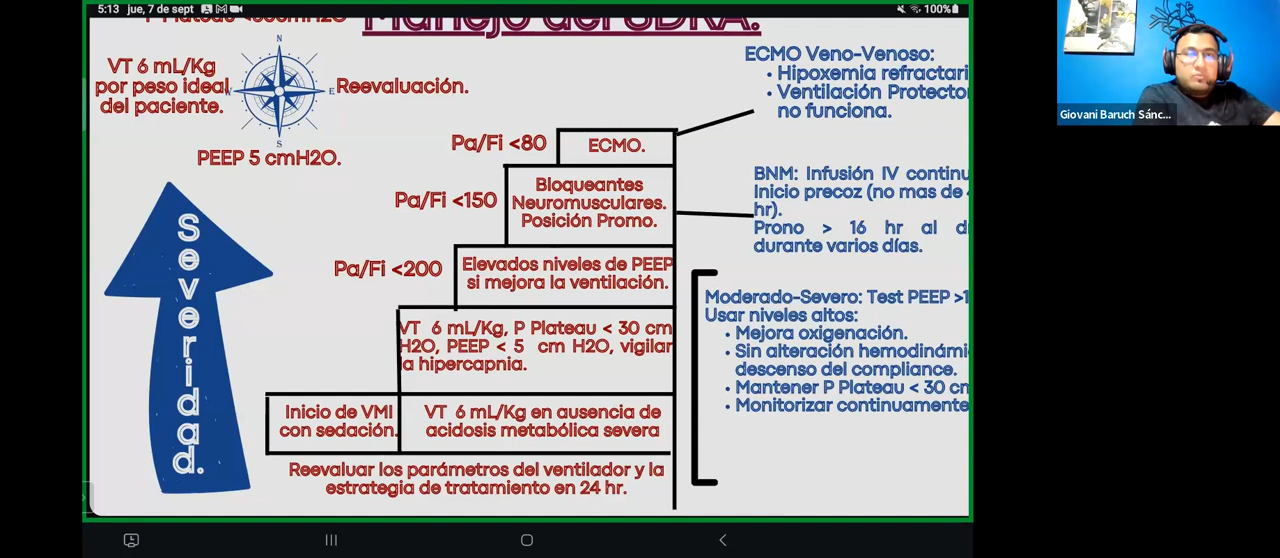 5:13 jue, 7 de sept
100%
P Plateau
Manejo del SDRA.
VT 6 mL/Kg
por peso ideal
del paciente.
N
E
S
Reevaluación.
PEEP 5 cmH2O.
Severidad.
Pa/Fi <80
ECMO.
Pa/Fi <150
Bloqueantes
Neuromusculares.
Posición Promo.
Pa/Fi <200
Elevados niveles de PEEP
si mejora la ventilación.
VT 6 mL/Kg, P Plateau < 30 cm
H2O, PEEP < 5 cm H2O, vigilar
la hipercapnia.
Inicio de VMI
con sedación.
VT 6 mL/Kg en ausencia de
acidosis metabólica severa
Reevaluar los parámetros del ventilador y la
estrategia de tratamiento en 24 hr.
ECMO Veno-Venoso:
• Hipoxemia refractari
• Ventilación Protecto
no funciona.
BNM: Infusión IV continu
Inicio precoz (no mas de
hr).
Prono > 16 hr al d
durante varios días.
Moderado-Severo: Test PEEP >1
Usar niveles altos:
• Mejora oxigenación.
• Sin alteración hemodinámi
descenso del compliance.
• Mantener P Plateau < 30 cm
• Monitorizar continuamente
Giovani Baruch Sánc...